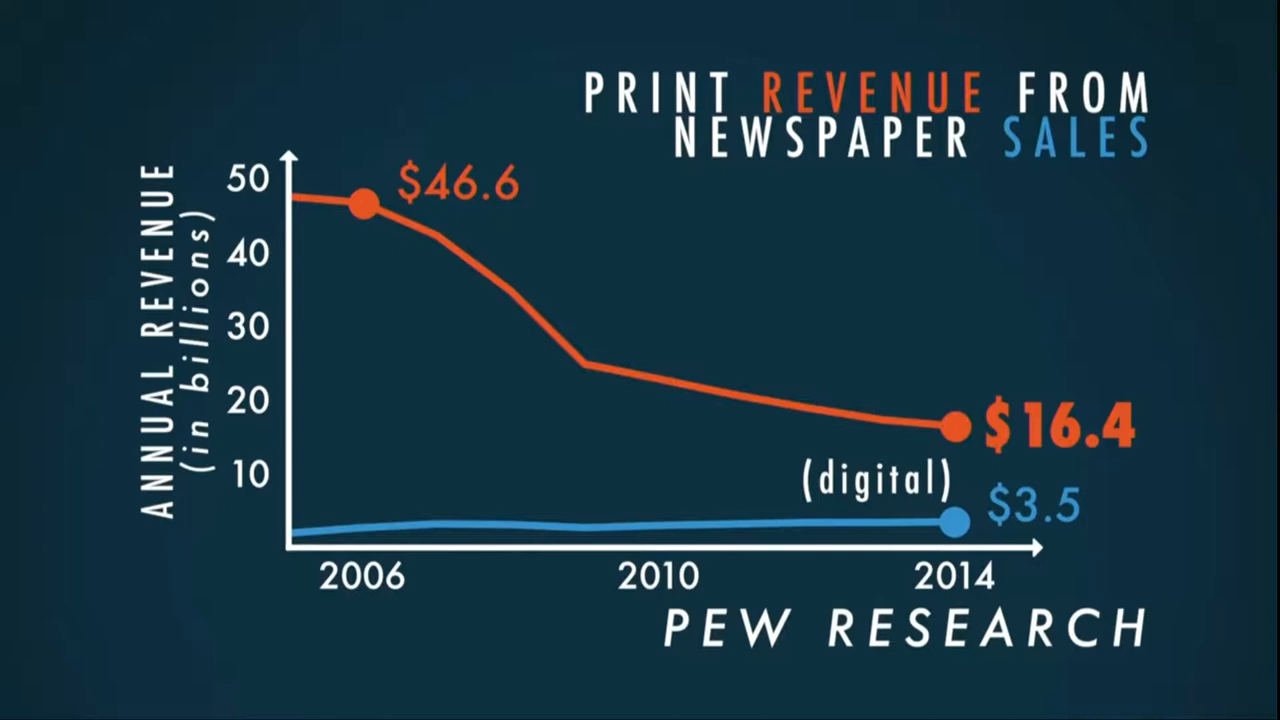 PRINT REVENUE FROM
NEWSPAPER SALES
ANNUAL REVENUE
(in billions)
50
40
30
20
10
$46.6
$16.4
(digital)
$3.5
2006
2010
2014
PEW RESEARCH